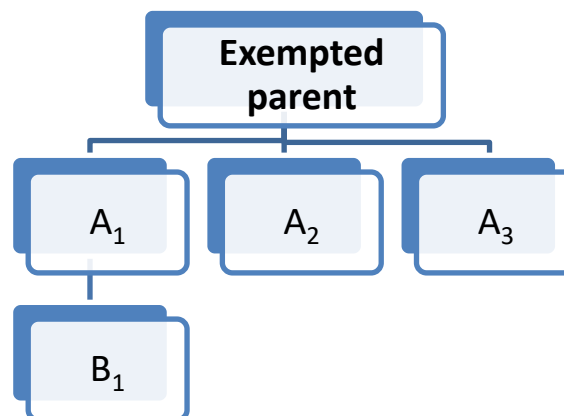 Exempted
parent
A₁
A₂
A₃
B₁